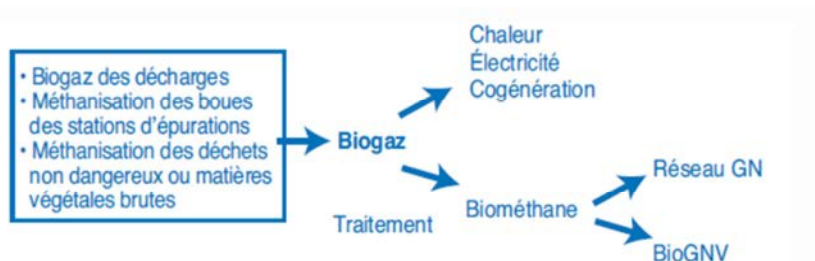 • Biogaz des décharges
• Méthanisation des boues
des stations d'épurations
• Méthanisation des déchets
non dangereux ou matières
végétales brutes
Biogaz
Chaleur
Électricité
Cogénération
Traitement
Biométhane
Réseau GN
BioGNV